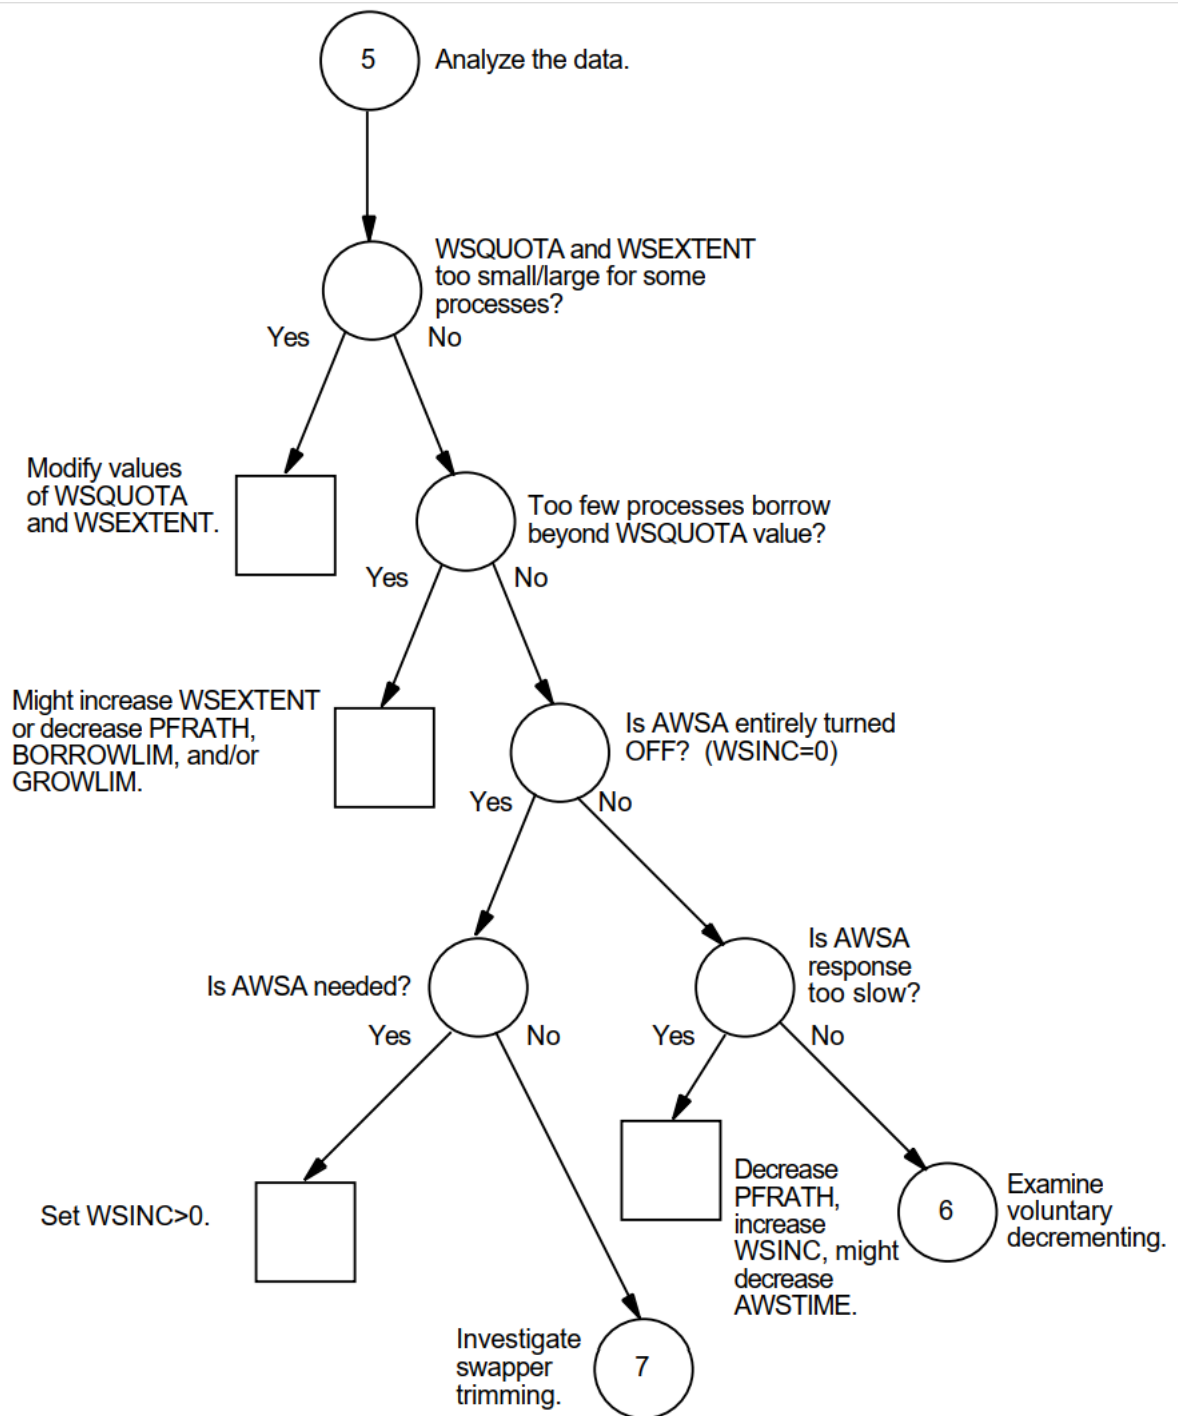 5
Analyze the data.
WSQUOTA and WSEXTENT
too small/large for some
processes?
Yes
No
Modify values
of WSQUOTA
and WSEXTENT.
Too few processes borrow
beyond WSQUOTA value?
Yes
No
Might increase WSEXTENT
or decrease PFRATH,
BORROWLIM, and/or
GROWLIM.
Is AWSA entirely turned
OFF?  (WSINC=0)
Yes
No
Is AWSA needed?
Yes
No
Is AWSA
response
too slow?
Yes
No
Set WSINC>0.
Decrease
PFRATH,
increase
WSINC, might
decrease
AWSTIME.
6
Examine
voluntary
decrementing.
Investigate
swapper
trimming.
7